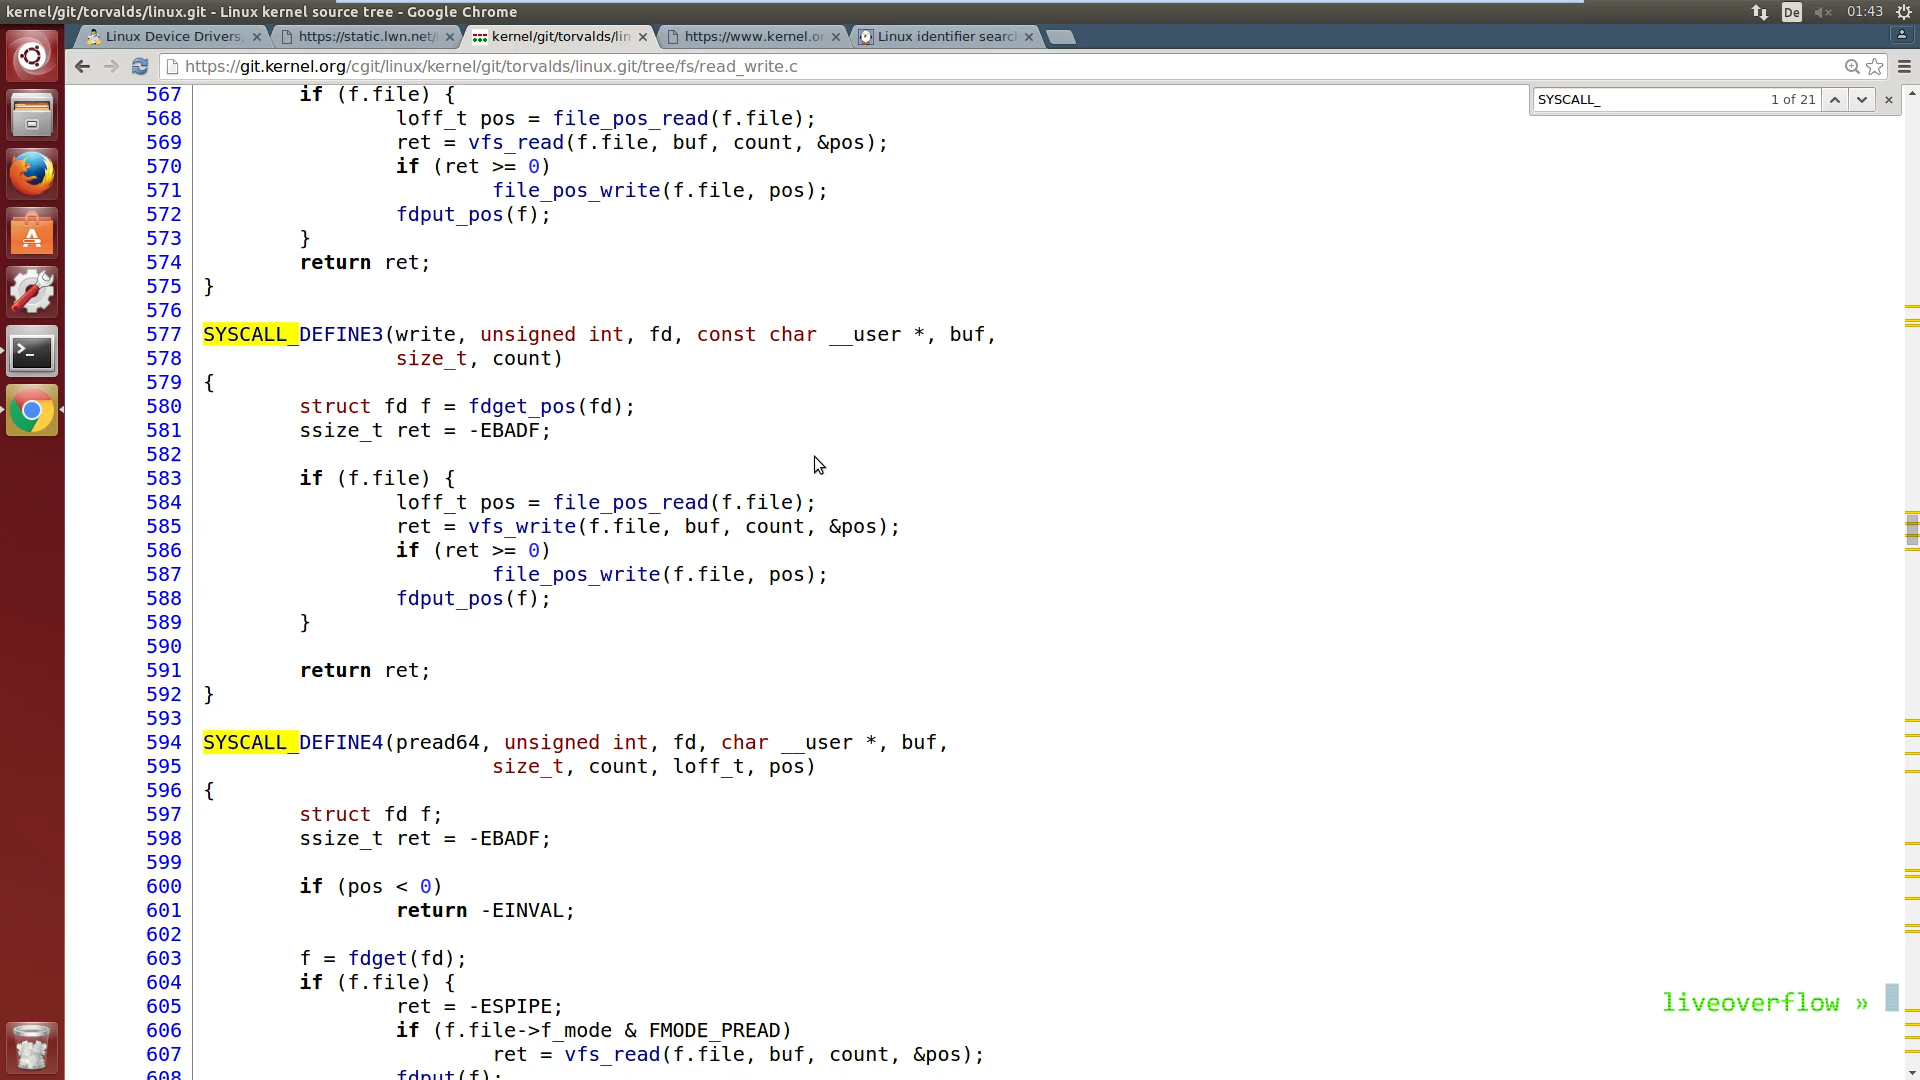 kernel/git/torvalds/linux.git - Linux kernel source tree - Google Chrome
De
01:43
Linux Device Drivers,
https://static.lwn.net/
kernel/git/torvalds/lin
https://www.kernel.or
Linux identifier search
https://git.kernel.org/cgit/linux/kernel/git/torvalds/linux.git/tree/fs/read_write.c
SYSCALL_
1 of 21
567 if (f.file) {
568 loff_t pos = file_pos_read(f.file);
569 ret = vfs_read(f.file, buf, count, &pos);
570 if (ret >= 0)
571 file_pos_write(f.file, pos);
572 fdput_pos(f);
573 }
574 return ret;
575 }
576
577 SYSCALL_DEFINE3(write, unsigned int, fd, const char __user *, buf,
578 size_t, count)
579 {
580 struct fd f = fdget_pos(fd);
581 ssize_t ret = -EBADF;
582
583 if (f.file) {
584 loff_t pos = file_pos_read(f.file);
585 ret = vfs_write(f.file, buf, count, &pos);
586 if (ret >= 0)
587 file_pos_write(f.file, pos);
588 fdput_pos(f);
589 }
590
591 return ret;
592 }
593
594 SYSCALL_DEFINE4(pread64, unsigned int, fd, char __user *, buf,
595 size_t, count, loff_t, pos)
596 {
597 struct fd f;
598 ssize_t ret = -EBADF;
599
600 if (pos < 0)
601 return -EINVAL;
602
603 f = fdget(fd);
604 if (f.file) {
605 ret = -ESPIPE;
606 if (f.file->f_mode & FMODE_PREAD)
607 ret = vfs_read(f.file, buf, count, &pos);
608 fdput(f);
liveoverflow »